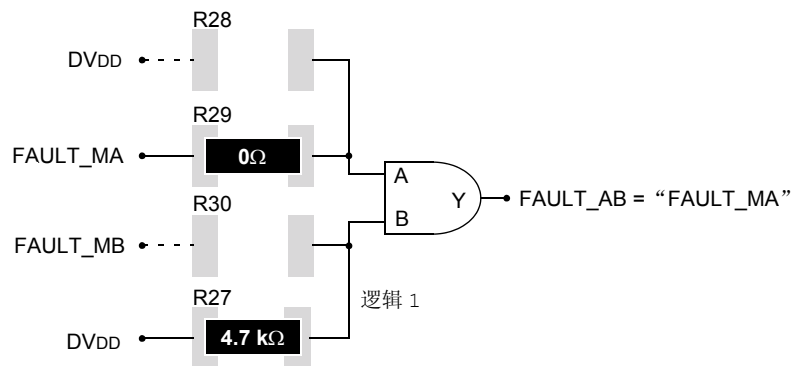 R28
DVDD
R29
FAULT_MA
0Ω
A
Y
FAULT_AB = “FAULT_MA”
B
R30
FAULT_MB
逻辑 1
R27
DVDD
4.7 kΩ